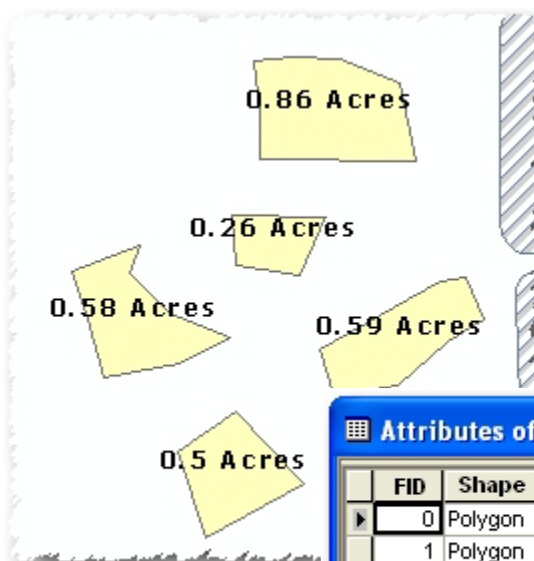 0.86 Acres
0.26 Acres
0.58 Acres
0.59 Acres
0.5 Acres
Attributes of
FID Shape
0 Polygon
1 Polygon